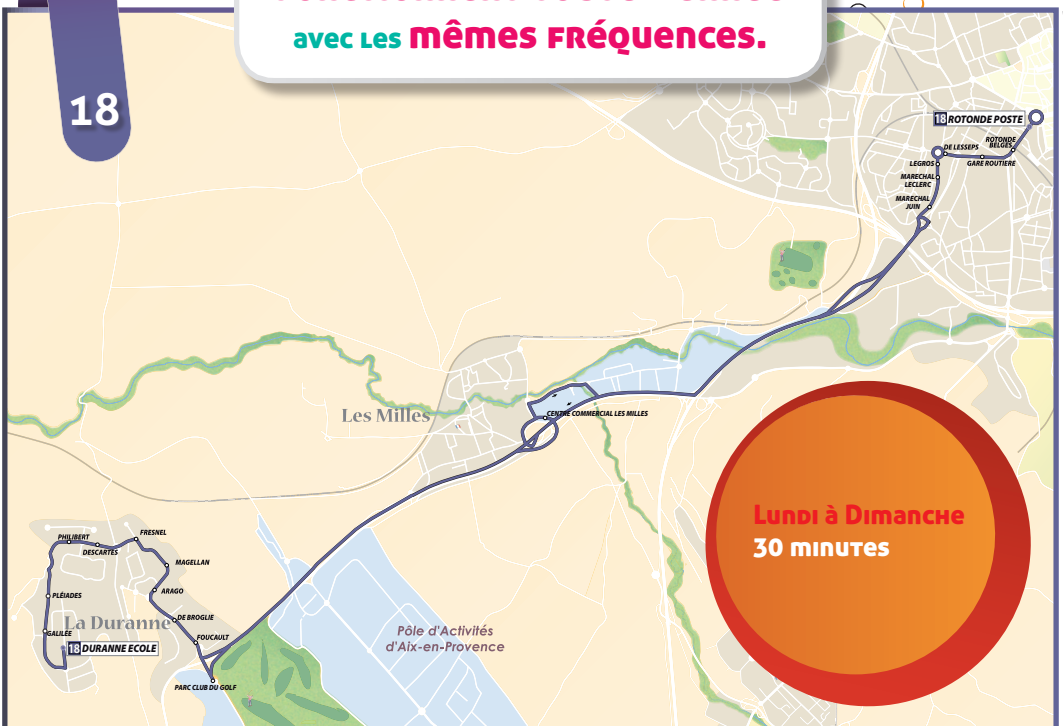 avec les mêmes fréquences.
18
18 ROTONDE POSTE
ROTONDE
BELGES
DE LESSEPS
GARE ROUTIERE
LEGROS
MARECHAL
LECLERC
MARECHAL
JUIN
Les Milles
CENTRE COMMERCIAL LES MILLES
Lundi à Dimanche
30 minutes
FRESNEL
PHILIBERT
DESCARTES
MAGELLAN
ARAGO
PLÉIADES
DE BROGLIE
La Duranne
GALILÉE
FOUCAULT
18 DURANNE ECOLE
PARC CLUB DU GOLF
Pôle d'Activités
d'Aix-en-Provence